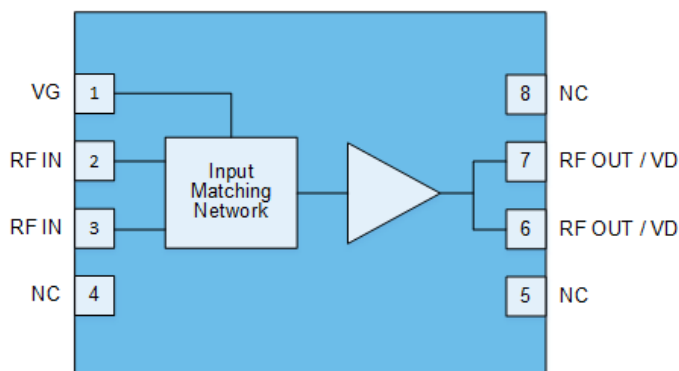 VG 1
RF IN 2
RF IN 3
NC 4
Input
Matching
Network
8 NC
7 RF OUT / VD
6 RF OUT / VD
5 NC